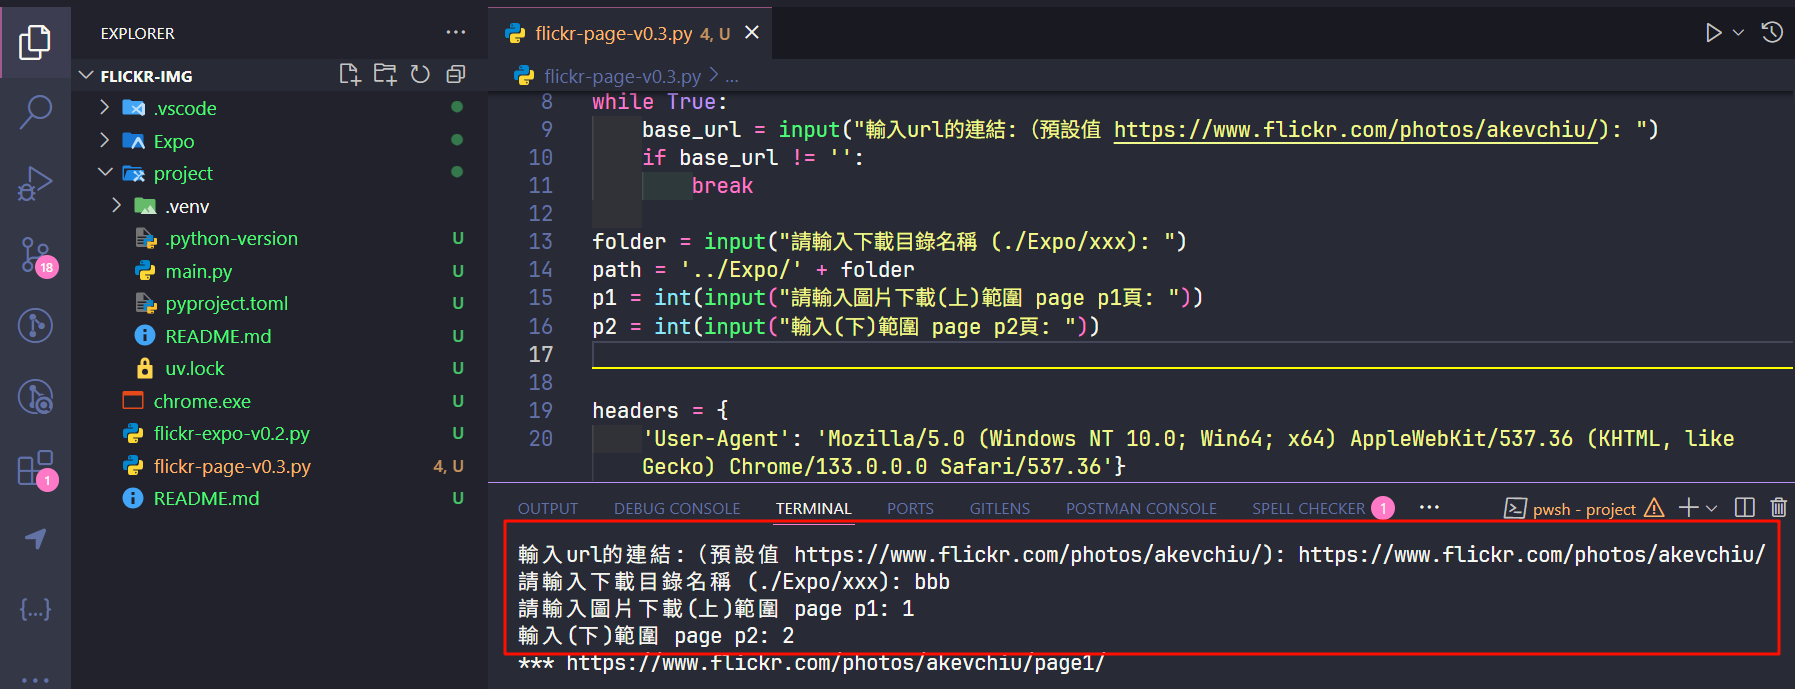 EXPLORER
FLICKR-IMG
.vscode
Expo
project
.venv
.python-version U
main.py U
pyproject.toml U
README.md U
uv.lock U
chrome.exe U
flickr-expo-v0.2.py U
flickr-page-v0.3.py 4, U
README.md U
18
1
flickr-page-v0.3.py 4, U
flickr-page-v0.3.py > ...
8 while True:
9 base_url = input("輸入url的連結:（預設值 https://www.flickr.com/photos/akevchiu/): ")
10 if base_url != '':
11 break
12
13 folder = input("請輸入下載目錄名稱 (./Expo/xxx): ")
14 path = '../Expo/' + folder
15 p1 = int(input("請輸入圖片下載(上)範圍 page p1頁: "))
16 p2 = int(input("輸入(下)範圍 page p2頁: "))
17
18
19 headers = {
20 'User-Agent': 'Mozilla/5.0 (Windows NT 10.0; Win64; x64) AppleWebKit/537.36 (KHTML, like
Gecko) Chrome/133.0.0.0 Safari/537.36'}
OUTPUT DEBUG CONSOLE TERMINAL PORTS GITLENS POSTMAN CONSOLE SPELL CHECKER 1 ... pwsh - project
輸入url的連結:（預設值 https://www.flickr.com/photos/akevchiu/): https://www.flickr.com/photos/akevchiu/
請輸入下載目錄名稱 (./Expo/xxx): bbb
請輸入圖片下載(上)範圍 page p1: 1
輸入(下)範圍 page p2: 2
*** https://www.flickr.com/photos/akevchiu/page1/